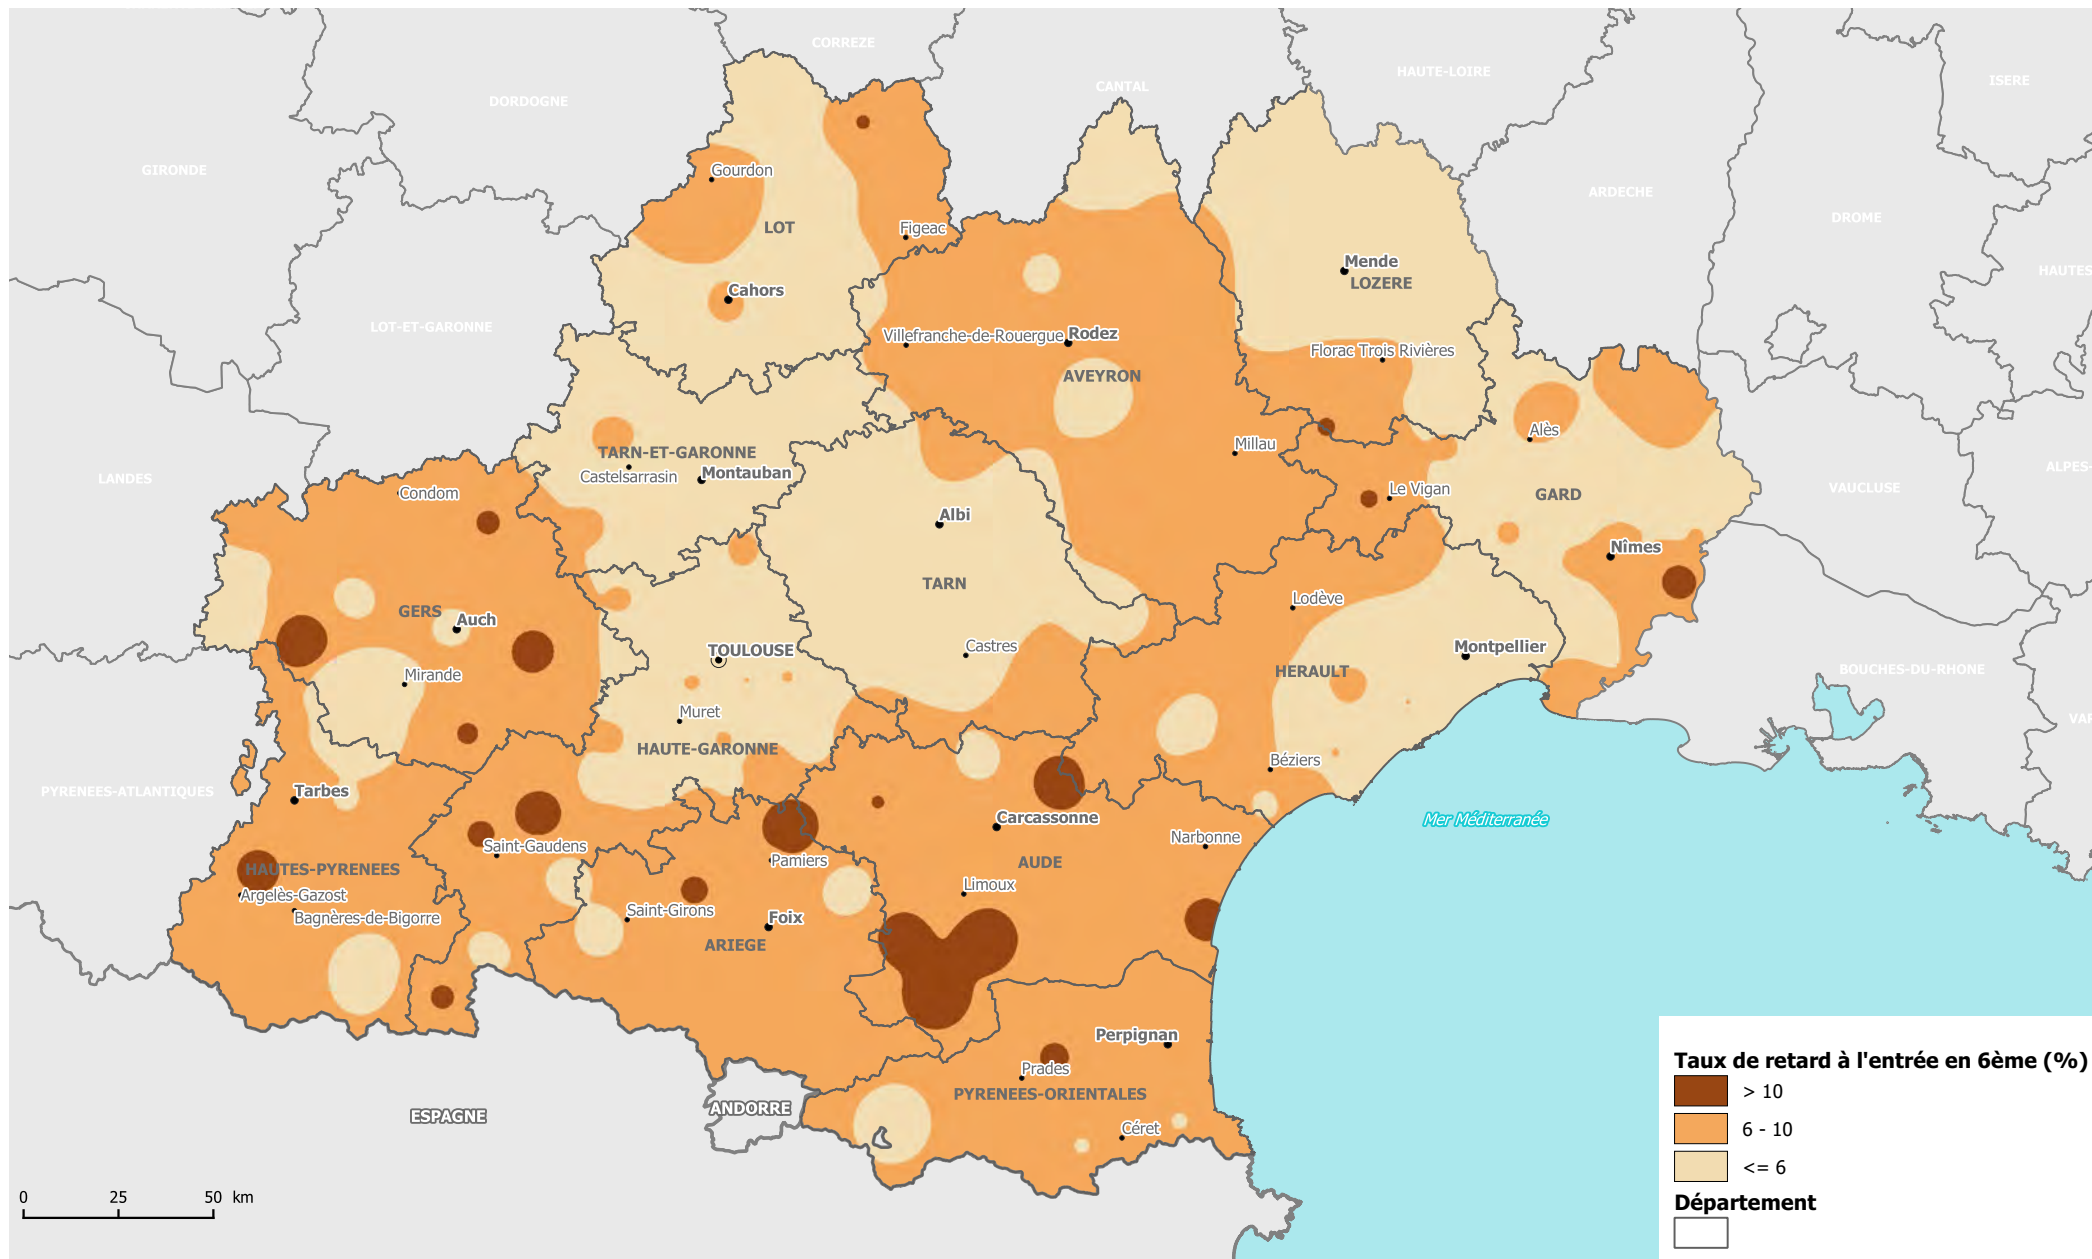 CORREZE
HAUTE-LOIRE
ISERE
CANTAL
DORDOGNE
GIRONDE
Gourdon
ARDECHE
DROME
LOT
Figeac
Mende
HAUTES
LOZERE
Cahors
LOT-ET-GARONNE
Villefranche-de-Rouergue
Rodez
Florac Trois Rivières
AVEYRON
Alès
Millau
TARN-ET-GARONNE
Castelsarrasin
Montauban
ALPES-
LANDES
Condom
Le Vigan
GARD
VAUCLUSE
Albi
Nîmes
TARN
Lodève
GERS
Auch
Castres
TOULOUSE
Montpellier
HERAULT
BOUCHES-DU-RHONE
Mirande
Muret
VAR
HAUTE-GARONNE
Béziers
PYRENEES-ATLANTIQUES
Tarbes
Carcassonne
Mer Méditerranée
Narbonne
Saint-Gaudens
Pamiers
AUDE
HAUTES-PYRENEES
Limoux
Argelès-Gazost
Bagnères-de-Bigorre
Saint-Girons
Foix
ARIEGE
Perpignan
Prades
PYRENEES-ORIENTALES
ANDORRE
ESPAGNE
Céret
Taux de retard à l'entrée en 6ème (%)
> 10
6 - 10
<= 6
Département
0 25 50 km